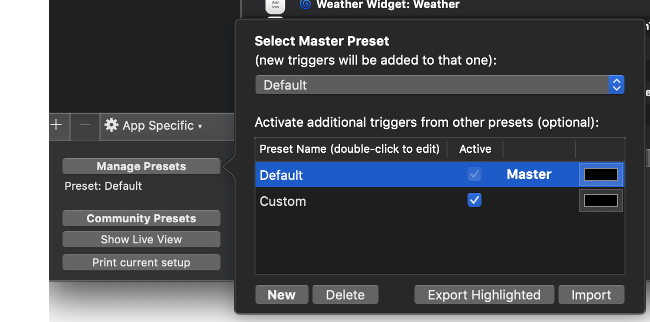 Add
Icon
Weather Widget: Weather
Select Master Preset
(new triggers will be added to that one):
Default
Activate additional triggers from other presets (optional):
Preset Name (double-click to edit) Active
Default Master
Custom
New Delete Export Highlighted Import
+ − App Specific
Manage Presets
Preset: Default
Community Presets
Show Live View
Print current setup